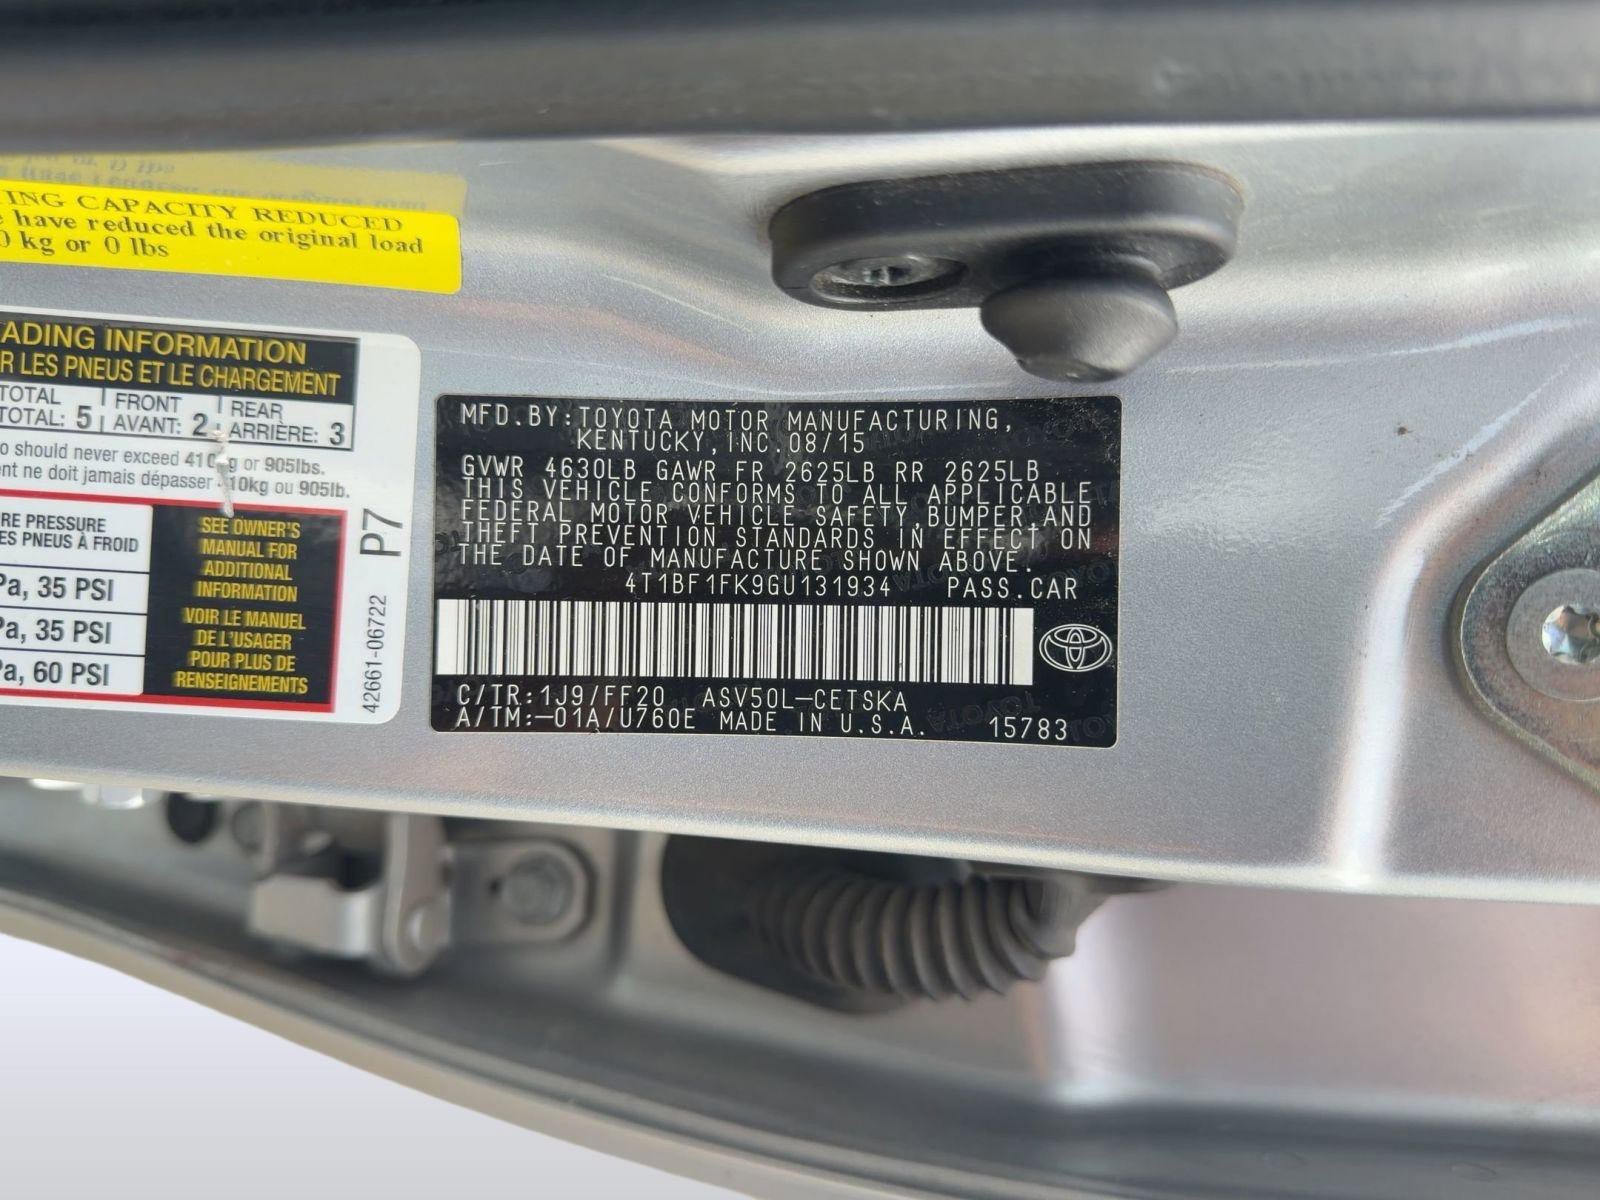 TING CAPACITY REDUCED
have reduced the original load
0 kg or 0 lbs
ADING INFORMATION
R LES PNEUS ET LE CHARGEMENT
TOTAL FRONT REAR
TOTAL: 5 AVANT: 2 ARRIÈRE: 3
should never exceed 410kg or 905lbs.
ent ne doit jamais dépasser 410kg ou 905lb.
RE PRESSURE
ES PNEUS À FROID
Pa, 35 PSI
Pa, 35 PSI
Pa, 60 PSI
SEE OWNER'S
MANUAL FOR
ADDITIONAL
INFORMATION
VOIR LE MANUEL
DE L'USAGER
POUR PLUS DE
RENSEIGNEMENTS
P7
42661-06722
MFD. BY: TOYOTA MOTOR MANUFACTURING,
KENTUCKY, INC. 08/15
GVWR 4630LB GAWR FR 2625LB RR 2625LB
THIS VEHICLE CONFORMS TO ALL APPLICABLE
FEDERAL MOTOR VEHICLE SAFETY, BUMPER, AND
THEFT PREVENTION STANDARDS IN EFFECT ON
THE DATE OF MANUFACTURE SHOWN ABOVE.
4T1BF1FK9GU131934 PASS. CAR
C/TR: 1J9/FF20 ASV50L-CETSKA
A/TM: -01A/U760E MADE IN U.S.A. 15783